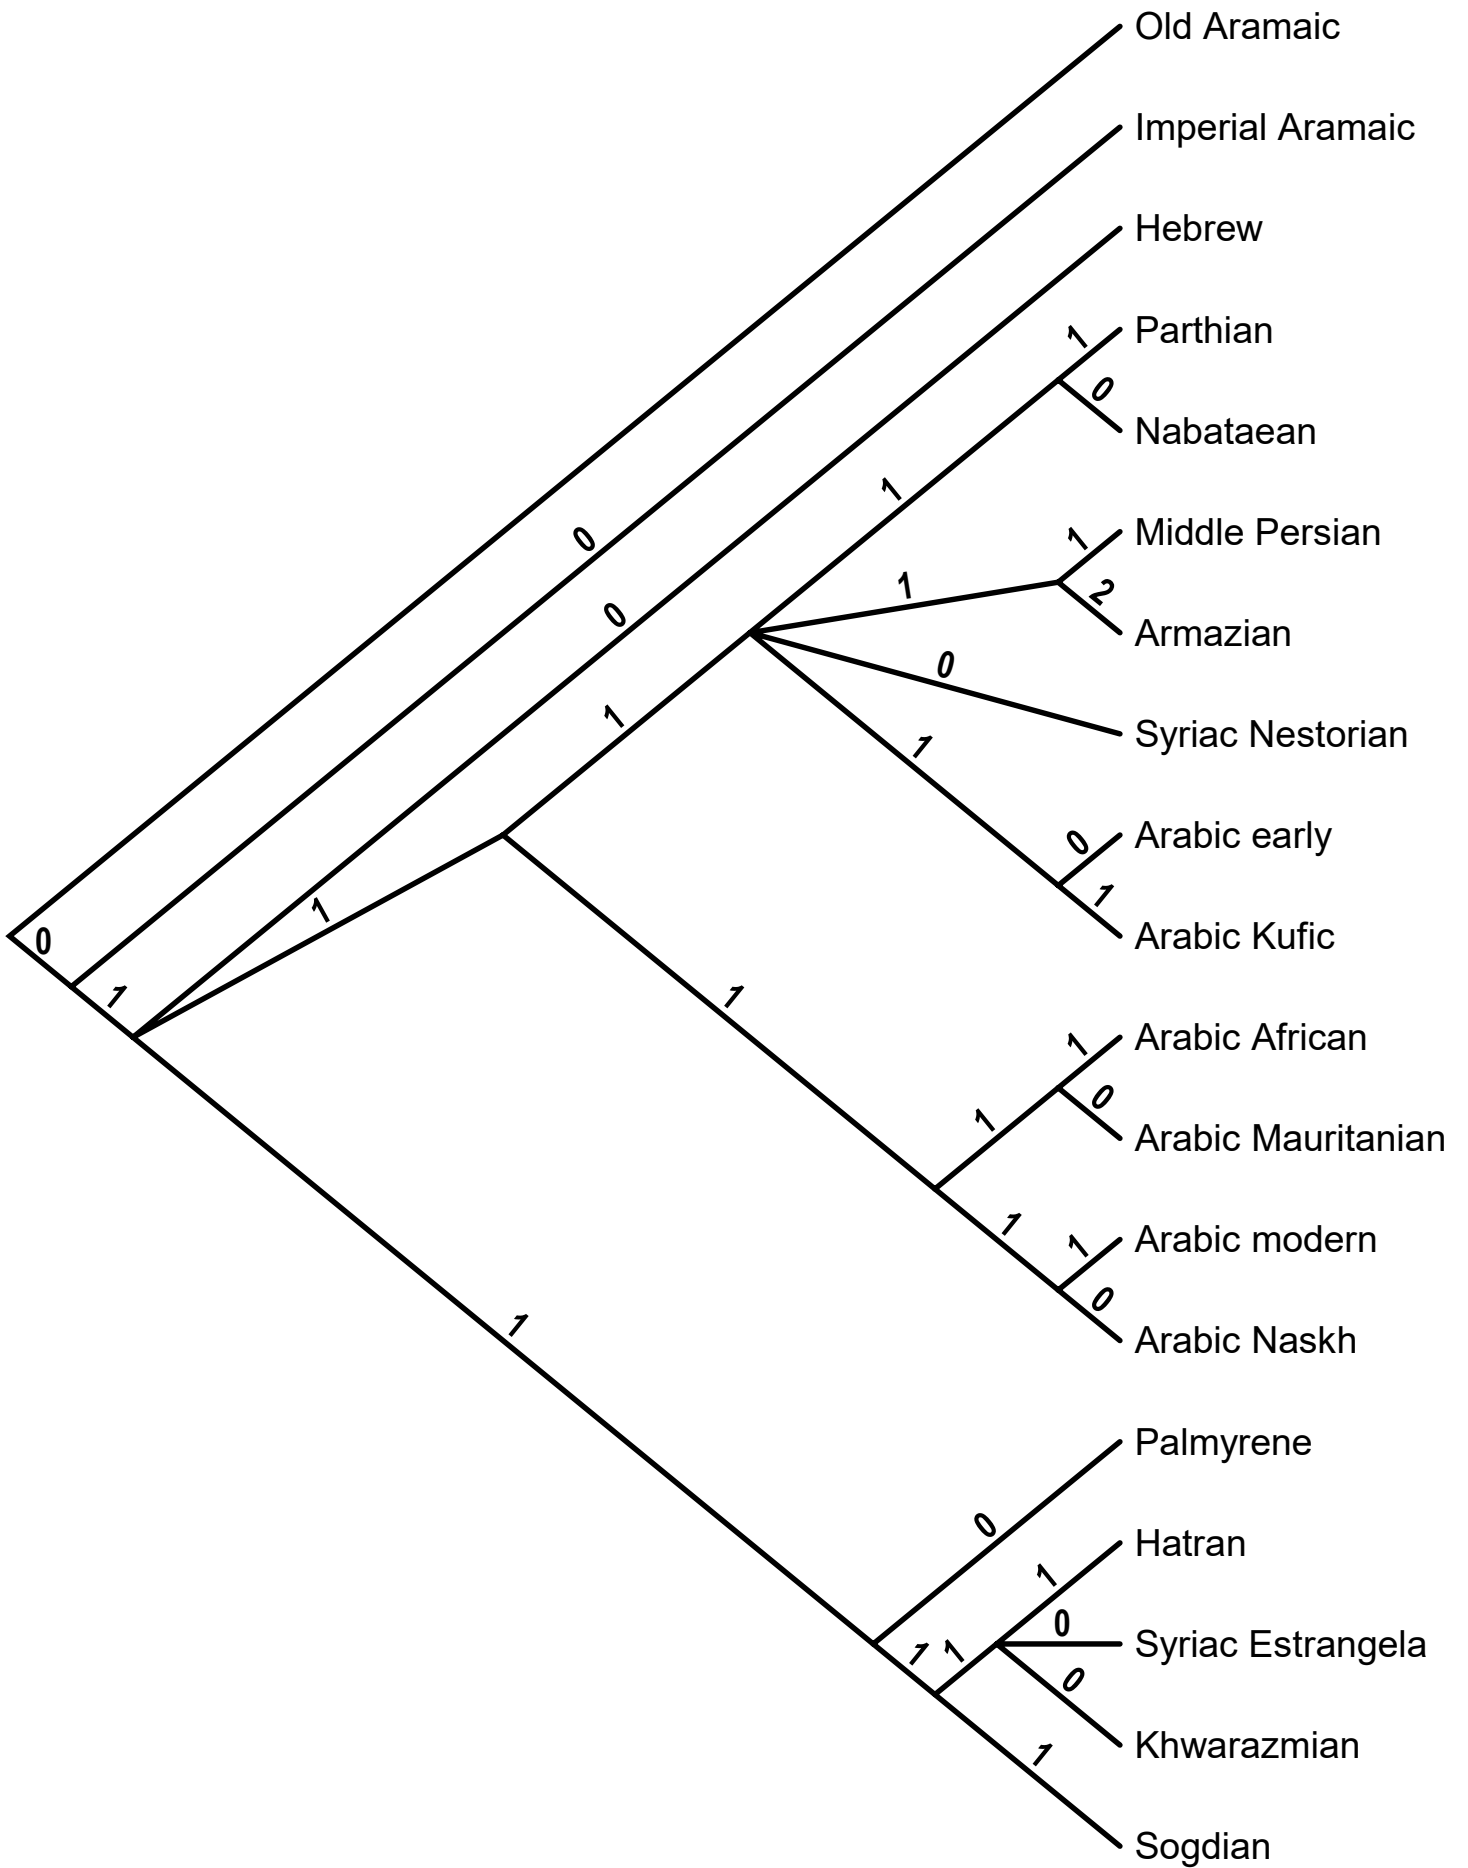 Old Aramaic
Imperial Aramaic
Hebrew
1 Parthian
0
Nabataean
1
1 Middle Persian
0
1
2
0
Armazian
0
1
1
Syriac Nestorian
0 Arabic early
1
1
0
Arabic Kufic
1
1
1 Arabic African
0
1
Arabic Mauritanian
1
1 Arabic modern
0
1
Arabic Naskh
Palmyrene
0
Hatran
1
0
1 1
Syriac Estrangela
0
Khwarazmian
1
Sogdian